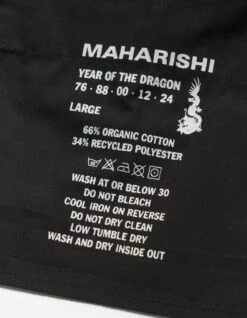 MAHARISHI
YEAR OF THE DRAGON
76 · 88 · 00 · 12 · 24
LARGE
66% ORGANIC COTTON
34% RECYCLED POLYESTER
WASH AT OR BELOW 30
DO NOT BLEACH
COOL IRON ON REVERSE
DO NOT DRY CLEAN
LOW TUMBLE DRY
WASH AND DRY INSIDE OUT